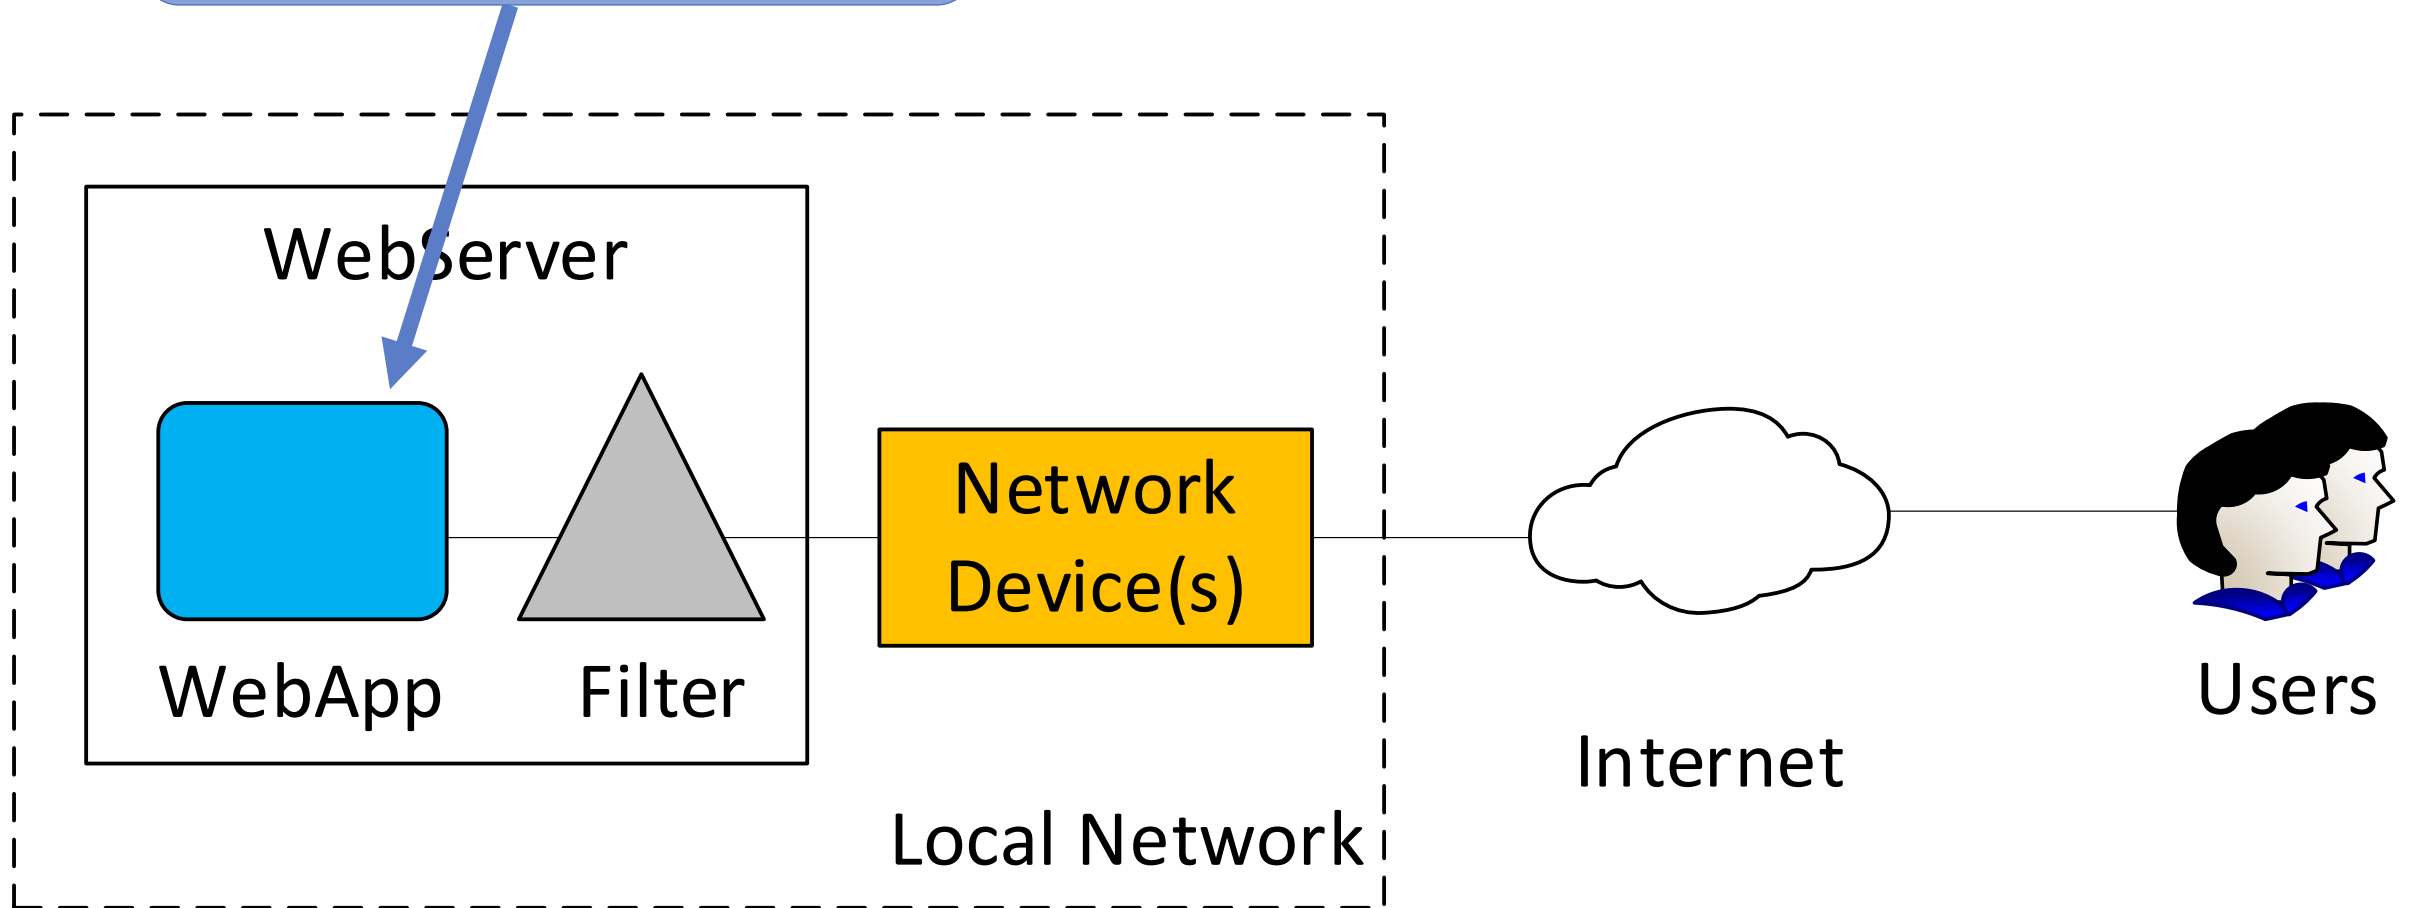 WebServer
Network
Device(s)
WebApp
Filter
Users
Internet
Local Network